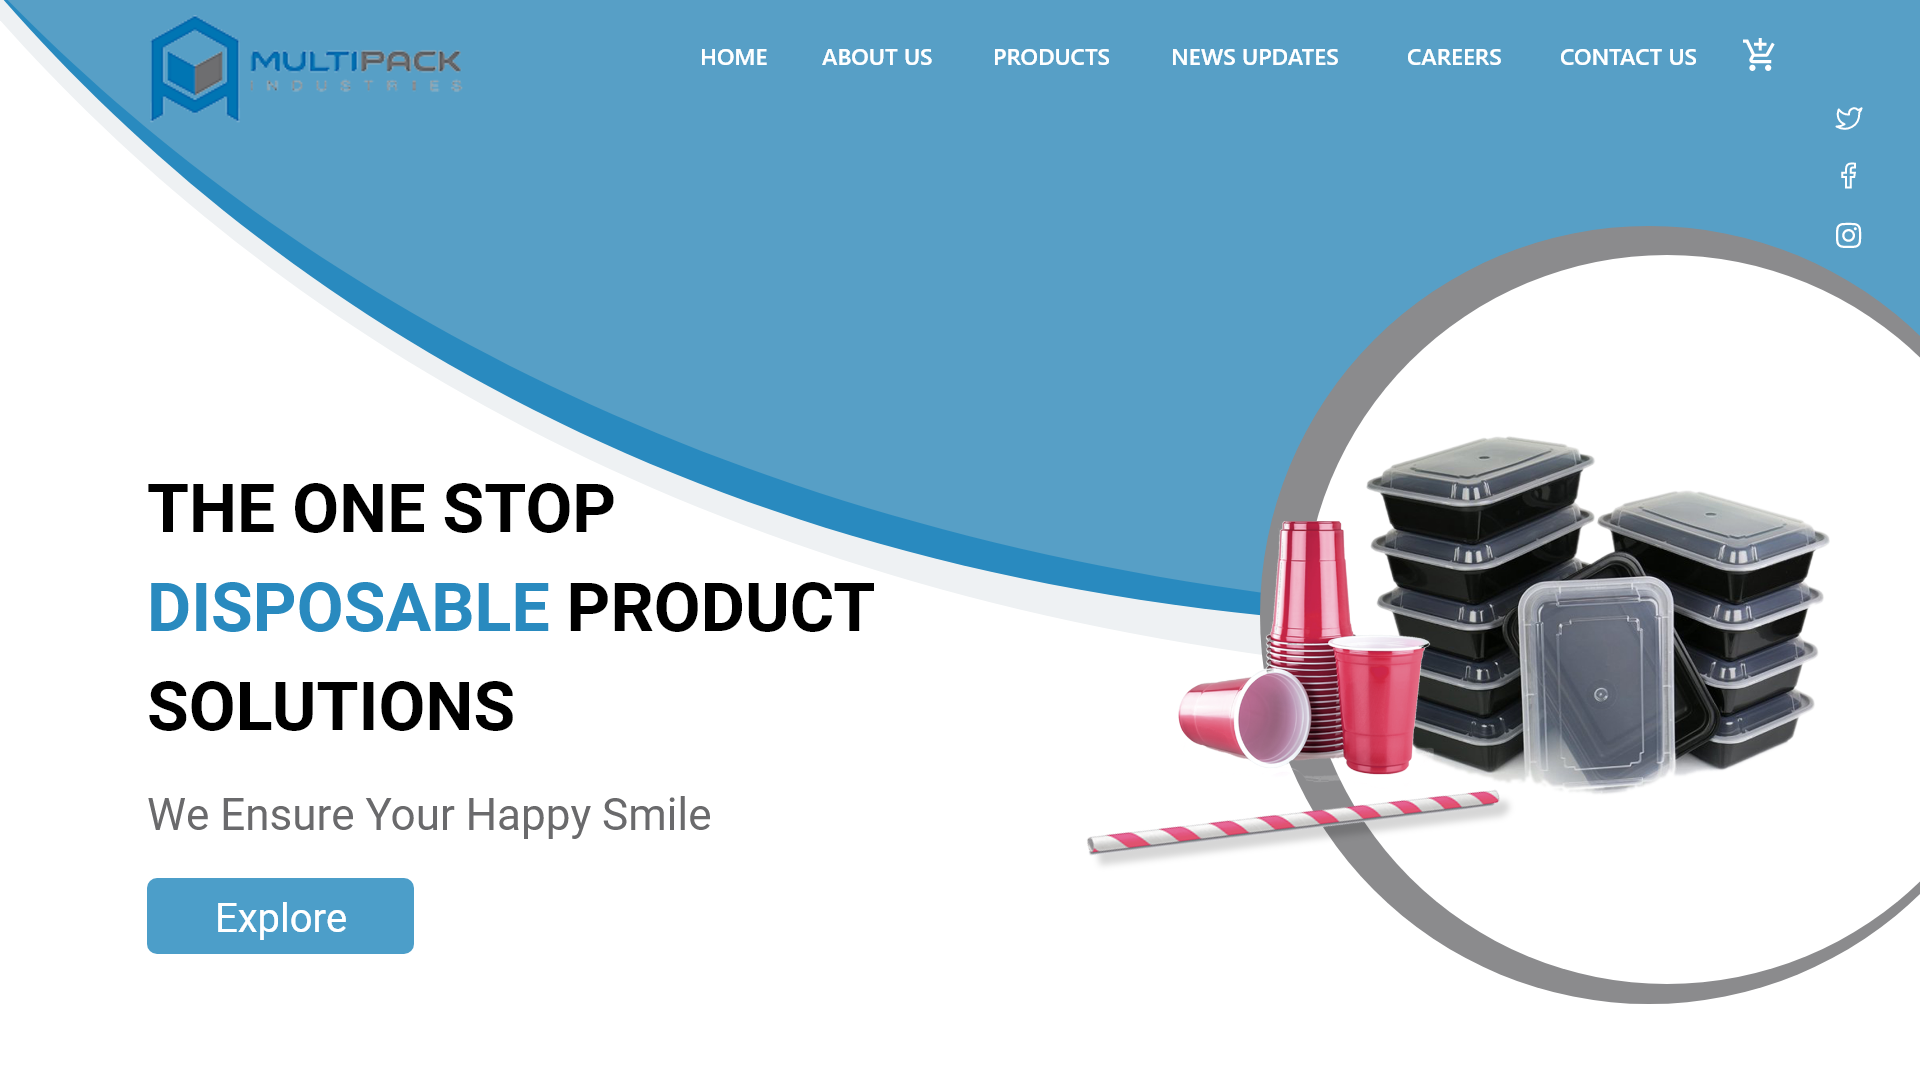 MULTIPACK
INDUSTRIES
HOME
ABOUT US
PRODUCTS
NEWS UPDATES
CAREERS
CONTACT US
THE ONE STOP
DISPOSABLE PRODUCT
SOLUTIONS
We Ensure Your Happy Smile
Explore